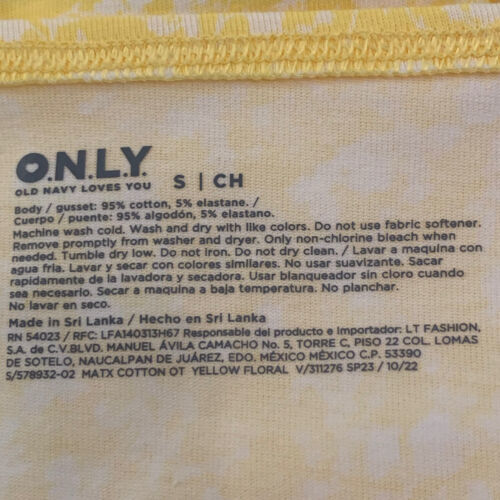 O.N.L.Y.
OLD NAVY LOVES YOU
S | CH
Body / gusset: 95% cotton, 5% elastane. /
Cuerpo / puente: 95% algodón, 5% elastano.
Machine wash cold. Wash and dry with like colors. Do not use fabric softener.
Remove promptly from washer and dryer. Only non-chlorine bleach when
needed. Tumble dry low. Do not iron. Do not dry clean. / Lavar a maquina con
agua fria. Lavar y secar con colores similares. No usar suavizante. Sacar
rapidamente de la lavadora y secadora. Usar blanqueador sin cloro cuando
sea necesario. Secar a maquina a baja temperatura. No planchar.
No lavar en seco.
Made in Sri Lanka / Hecho en Sri Lanka
RN 54023 / RFC: LFA140313H67 Responsable del producto e Importador: LT FASHION,
S.A. de C.V.BLVD. MANUEL ÁVILA CAMACHO No. 5, TORRE C, PISO 22 COL. LOMAS
DE SOTELO, NAUCALPAN DE JUÁREZ, EDO. MÉXICO MÉXICO C.P. 53390
S/578932-02 MATX COTTON OT YELLOW FLORAL V/311276 SP23 / 10/22